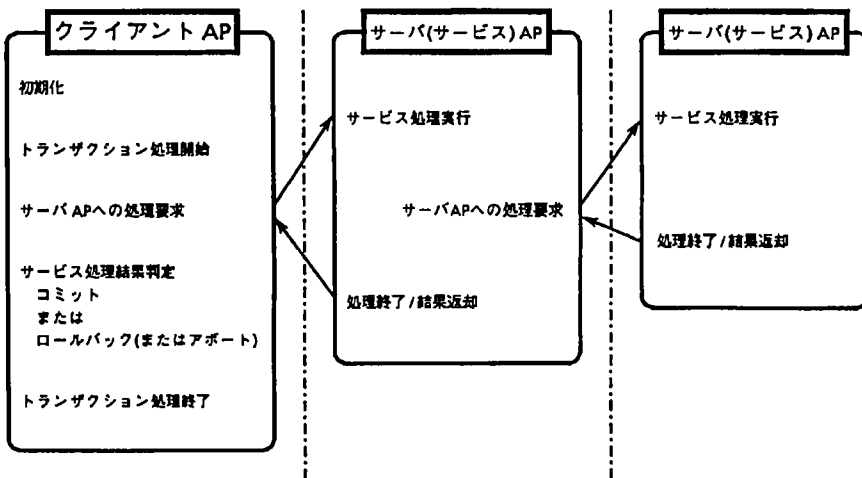 クライアント AP
初期化
トランザクション処理開給
サーバ APへの処理要求
サービス処理結果判定
コミット
または
ロールバック(またはアボート)
トランザクション処理終了
サーバ(サービス) AP
サービス処理実行
サーバAPへの処理要求
処理終了/結果返却
サーバ(サービス) AP
サービス処理実行
処理終了/結果返却